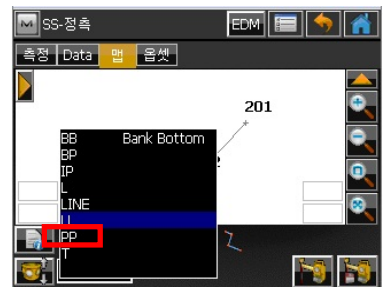 SS-정측 EDM
측정 Data 맵 옵셋
201
BB Bank Bottom
BP
IP
L
LINE
LL
PP
T